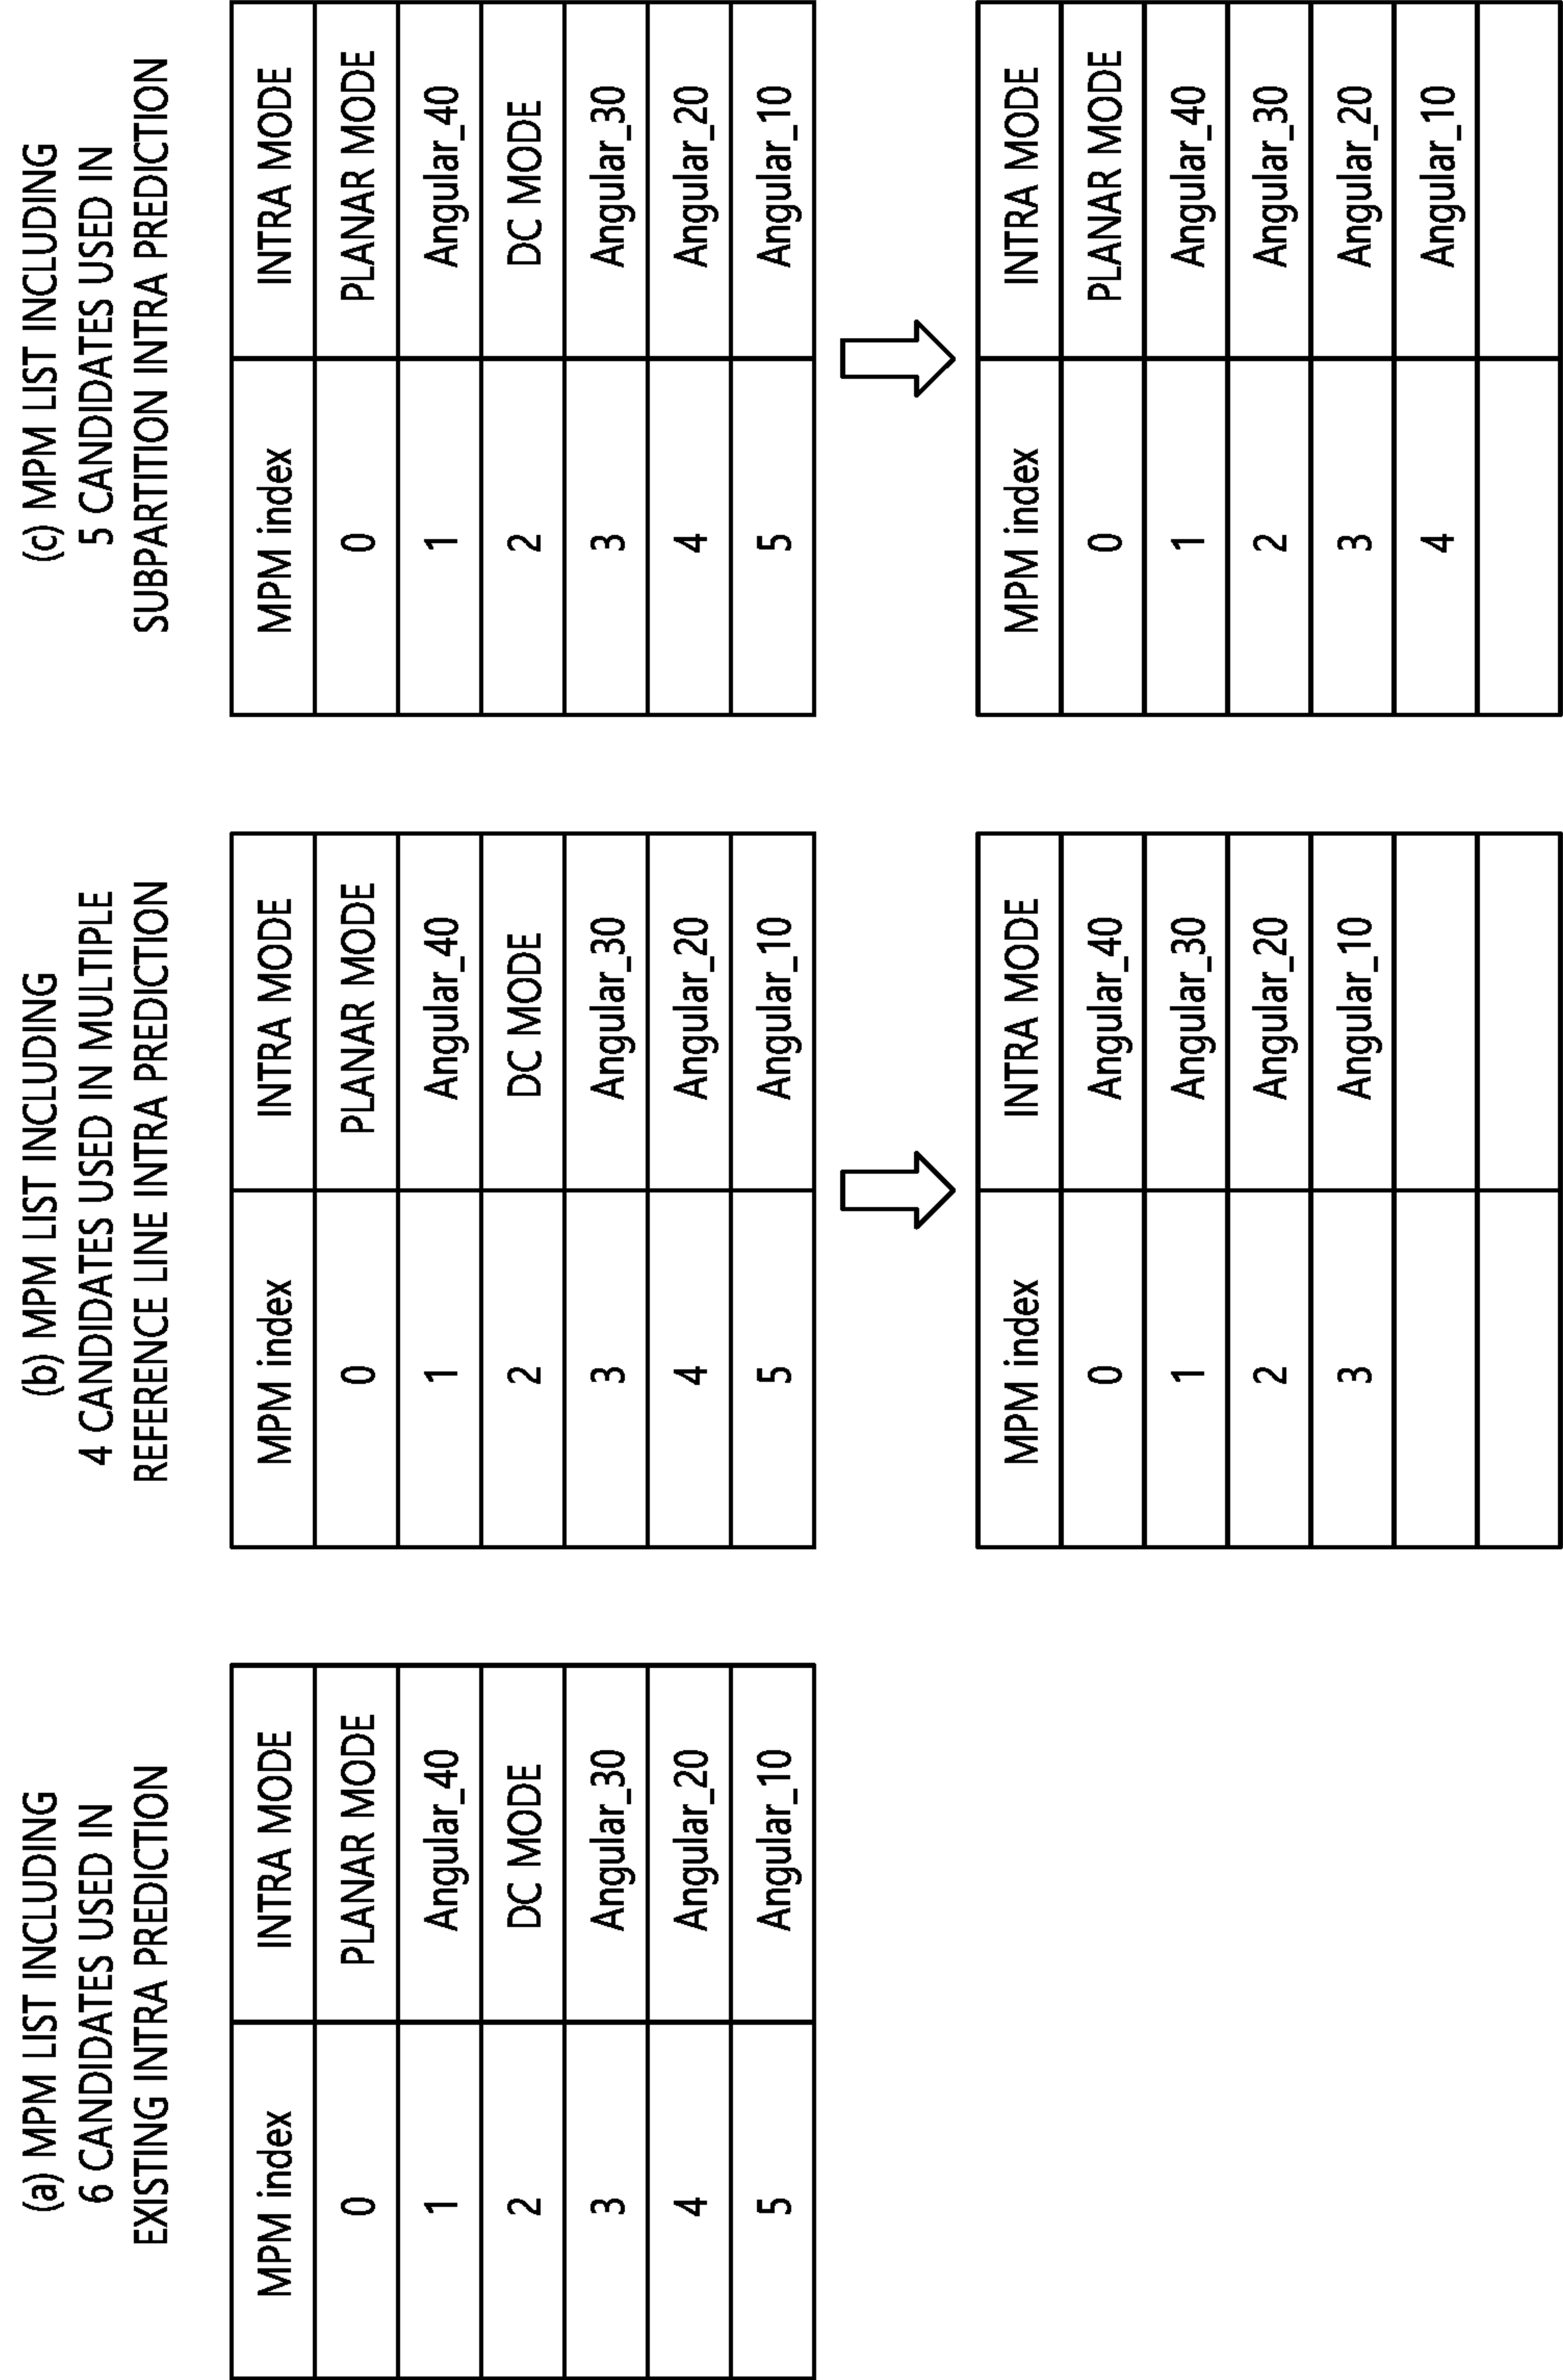 (a) MPM LIST INCLUDING
6 CANDIDATES USED IN
EXISTING INTRA PREDICTION
MPM index INTRA MODE
0 PLANAR MODE
1 Angular_40
2 DC MODE
3 Angular_30
4 Angular_20
5 Angular_10
(b) MPM LIST INCLUDING
4 CANDIDATES USED IN MULTIPLE
REFERENCE LINE INTRA PREDICTION
MPM index INTRA MODE
0 PLANAR MODE
1 Angular_40
2 DC MODE
3 Angular_30
4 Angular_20
5 Angular_10
MPM index INTRA MODE
0 Angular_40
1 Angular_30
2 Angular_20
3 Angular_10
(c) MPM LIST INCLUDING
5 CANDIDATES USED IN
SUBPARTITION INTRA PREDICTION
MPM index INTRA MODE
0 PLANAR MODE
1 Angular_40
2 DC MODE
3 Angular_30
4 Angular_20
5 Angular_10
MPM index INTRA MODE
0 PLANAR MODE
1 Angular_40
2 Angular_30
3 Angular_20
4 Angular_10